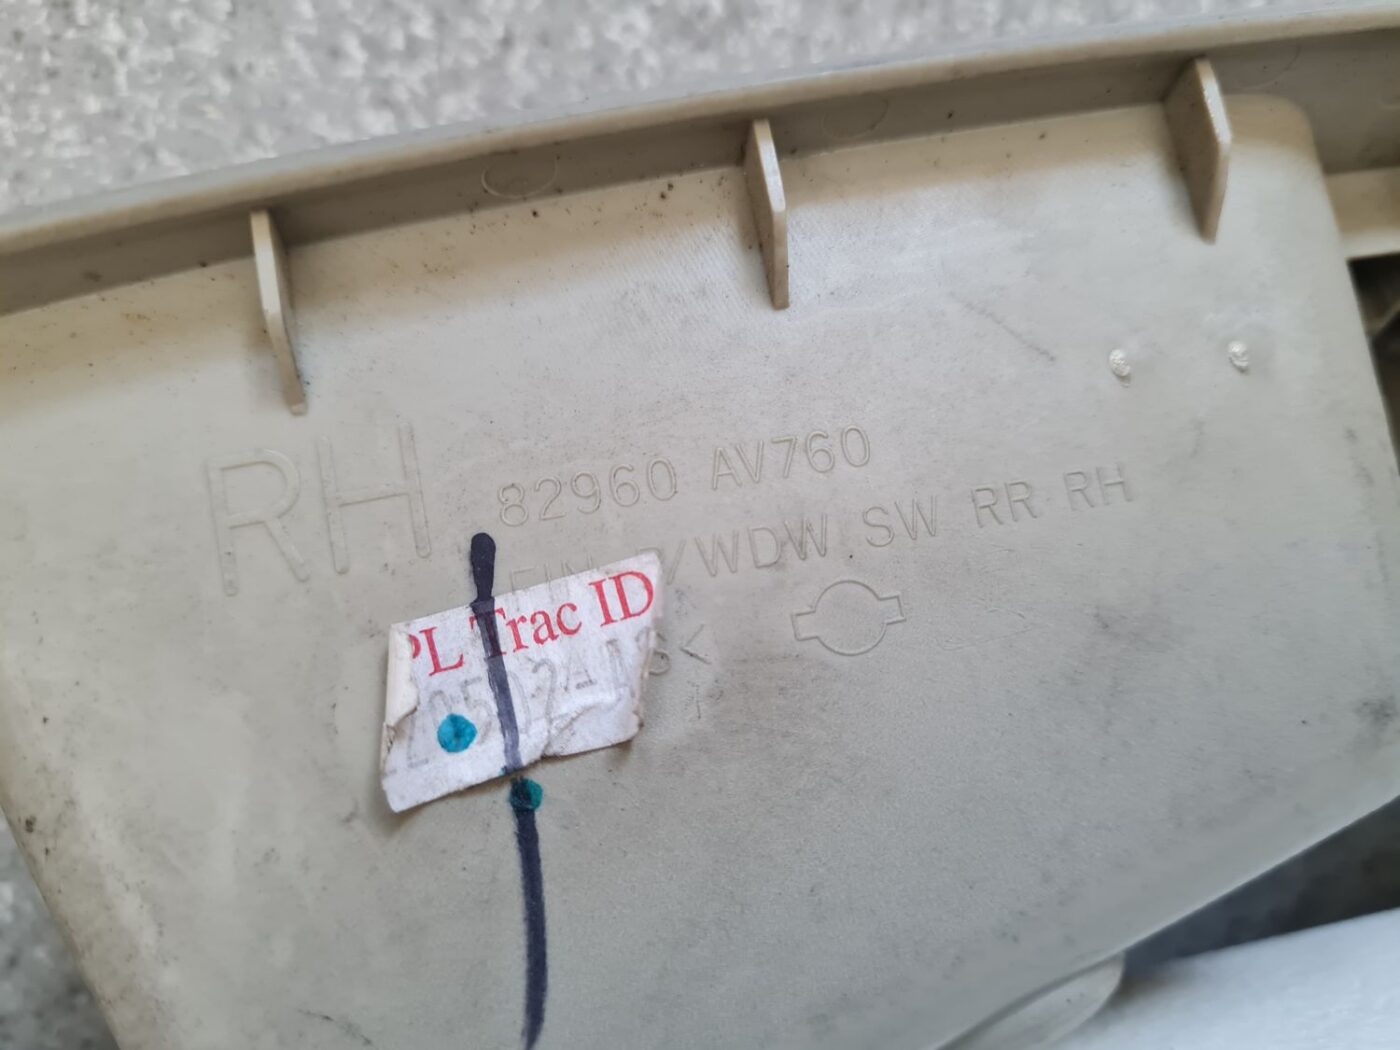 RH
82960 AV760
/WDW SW RR RH
PL Trac ID